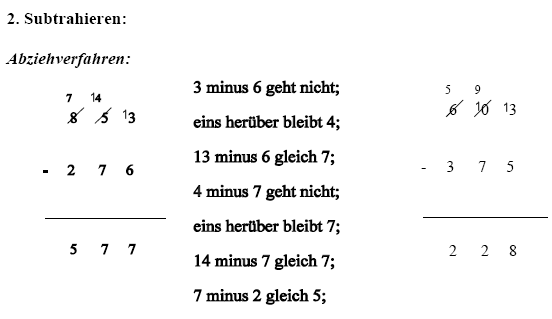 2. Subtrahieren:
Abziehverfahren:
7 14
8 5 13
- 2 7 6
5 7 7
3 minus 6 geht nicht;
eins herüber bleibt 4;
13 minus 6 gleich 7;
4 minus 7 geht nicht;
eins herüber bleibt 7;
14 minus 7 gleich 7;
7 minus 2 gleich 5;
5 9
6 10 13
- 3 7 5
2 2 8